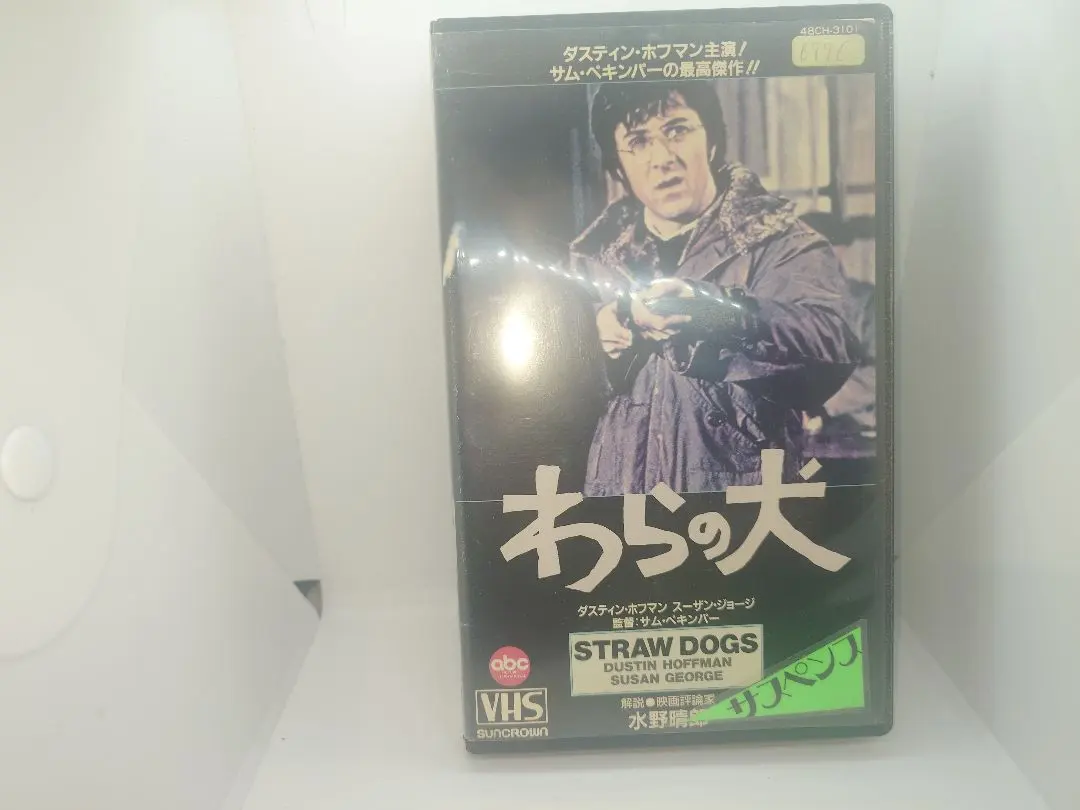 48CH-3101
ダスティン・ホフマン主演!
サム・ペキンパーの最高傑作!!
わらの犬
ダスティン・ホフマン スーザン・ジョージ
監督:サム・ペキンパー
STRAW DOGS
DUSTIN HOFFMAN
SUSAN GEORGE
abc
VHS
SUNCROWN
解説●映画評論家
水野晴
サスペンス